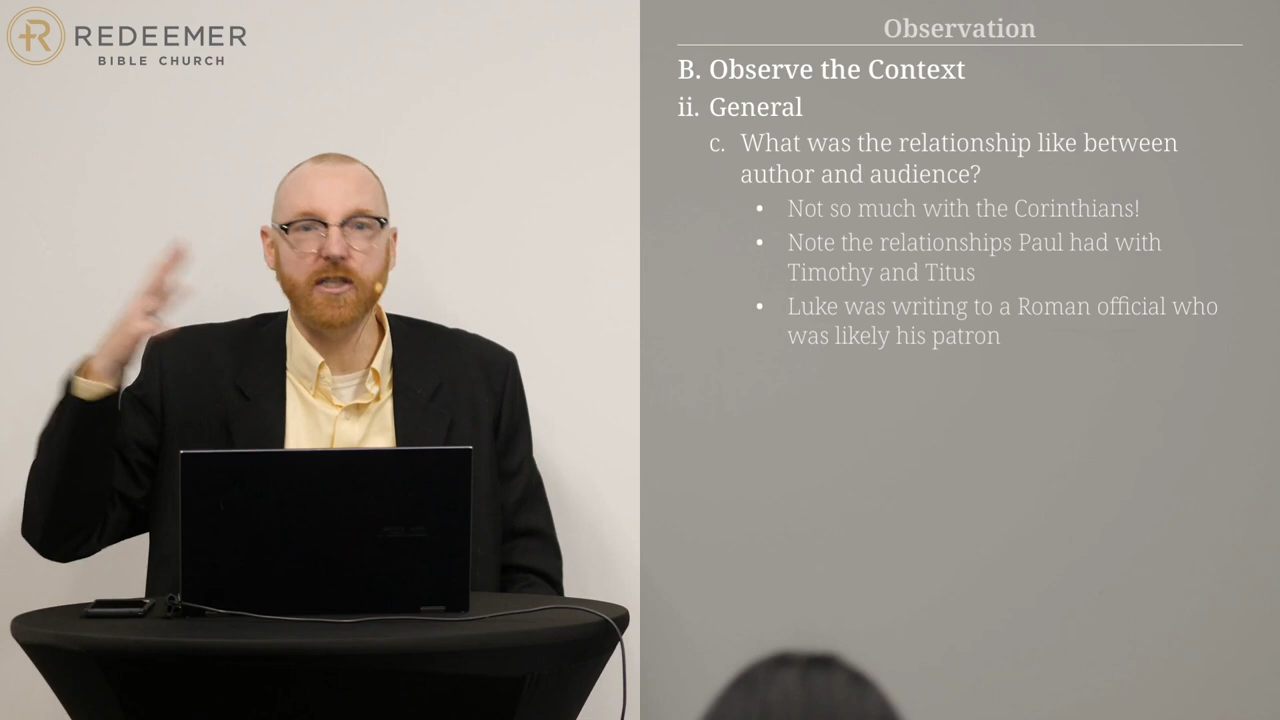 REDEEMER
BIBLE CHURCH
Observation
B. Observe the Context
ii. General
c. What was the relationship like between
author and audience?
• Not so much with the Corinthians!
• Note the relationships Paul had with
Timothy and Titus
• Luke was writing to a Roman official who
was likely his patron